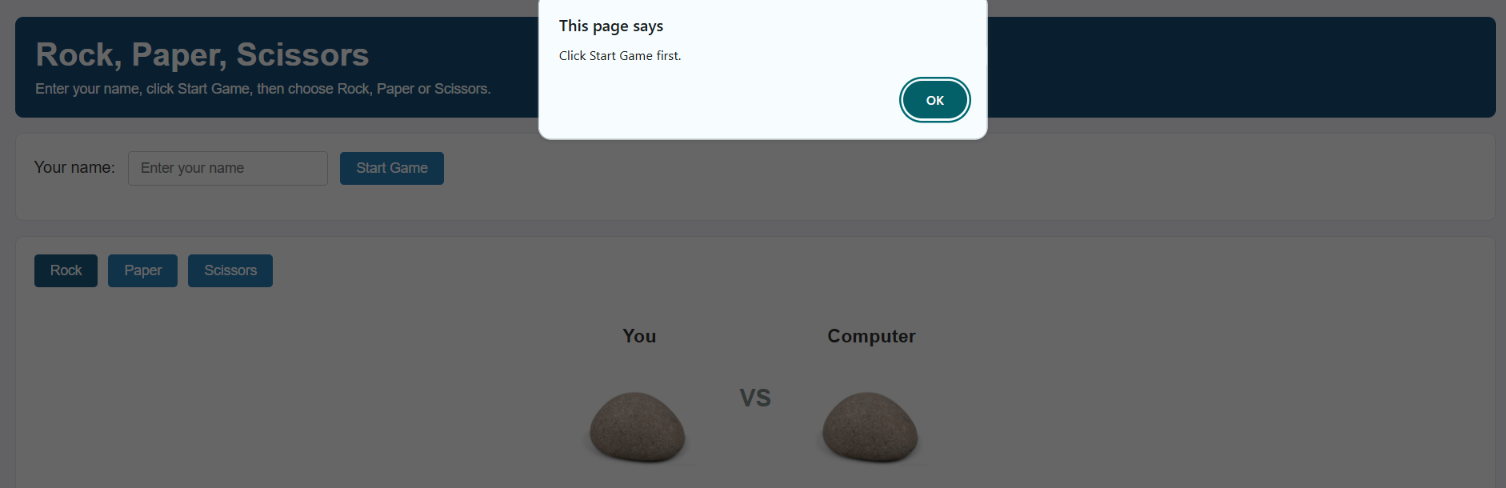 This page says
Click Start Game first.
OK
Rock, Paper, Scissors
Enter your name, click Start Game, then choose Rock, Paper or Scissors.
Your name: Enter your name Start Game
Rock Paper Scissors
You Computer
VS